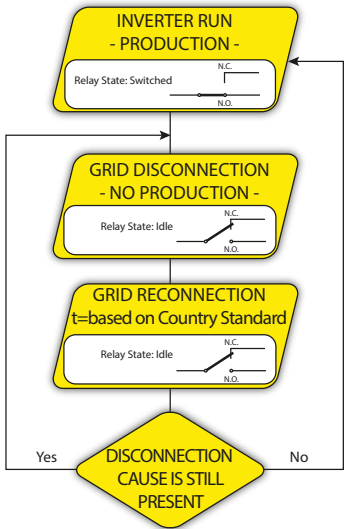 INVERTER RUN
- PRODUCTION -
N.C.
Relay State: Switched
N.O.
GRID DISCONNECTION
- NO PRODUCTION -
N.C.
Relay State: Idle
N.O.
GRID RECONNECTION
t=based on Country Standard
N.C.
Relay State: Idle
N.O.
Yes
DISCONNECTION
CAUSE IS STILL
PRESENT
No